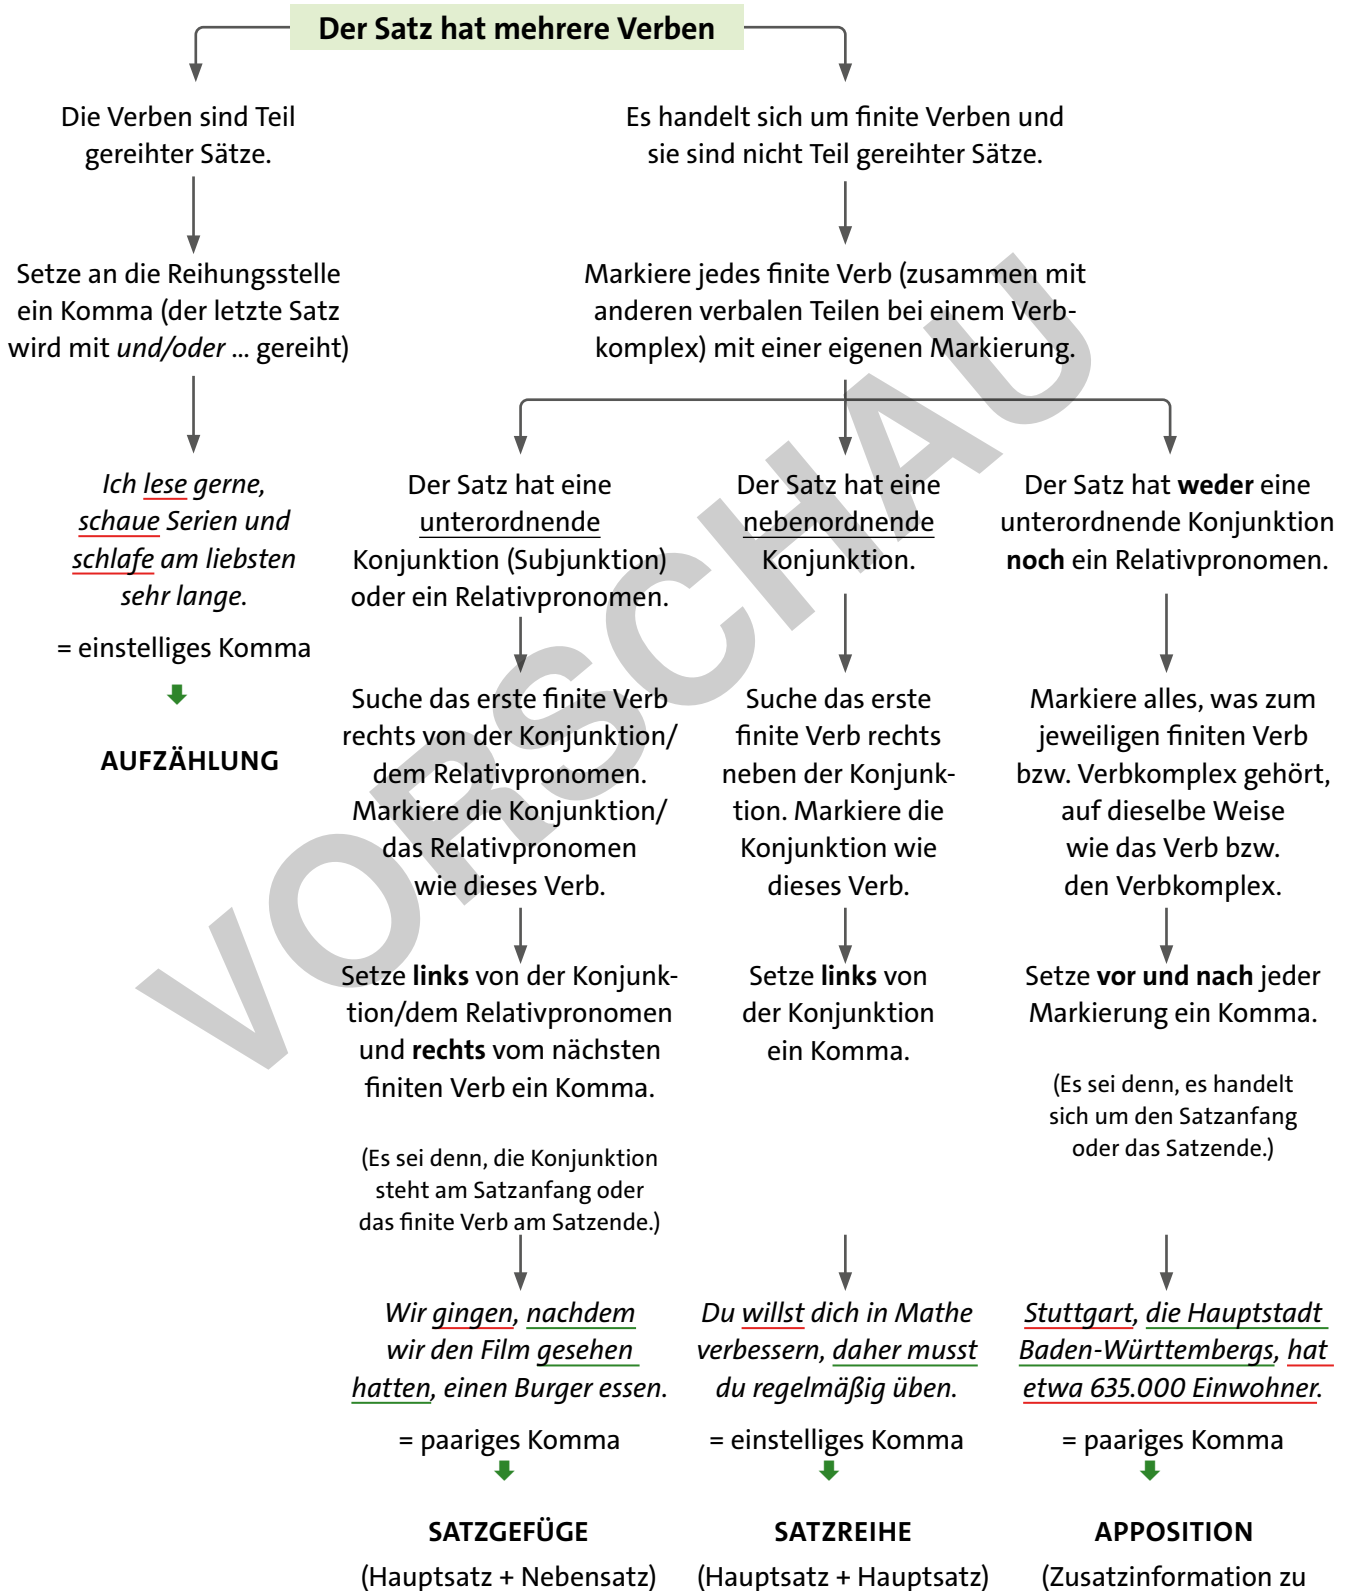 Der Satz hat mehrere Verben
Die Verben sind Teil
gereihter Sätze.
Setze an die Reihungsstelle
ein Komma (der letzte Satz
wird mit und/oder ... gereiht)
Ich lese gerne,
schaue Serien und
schlafe am liebsten
sehr lange.
= einstelliges Komma
AUFZÄHLUNG
Es handelt sich um finite Verben und
sie sind nicht Teil gereihter Sätze.
Markiere jedes finite Verb (zusammen mit
anderen verbalen Teilen bei einem Verb-
komplex) mit einer eigenen Markierung.
Der Satz hat eine
unterordnende
Konjunktion (Subjunktion)
oder ein Relativpronomen.
Suche das erste finite Verb
rechts von der Konjunktion/
dem Relativpronomen.
Markiere die Konjunktion/
das Relativpronomen
wie dieses Verb.
Setze links von der Konjunk-
tion/dem Relativpronomen
und rechts vom nächsten
finiten Verb ein Komma.
(Es sei denn, die Konjunktion
steht am Satzanfang oder
das finite Verb am Satzende.)
Wir gingen, nachdem
wir den Film gesehen
hatten, einen Burger essen.
= paariges Komma
SATZGEFÜGE
(Hauptsatz + Nebensatz)
Der Satz hat eine
nebenordnende
Konjunktion.
Suche das erste
finite Verb rechts
neben der Konjunk-
tion. Markiere die
Konjunktion wie
dieses Verb.
Setze links von
der Konjunktion
ein Komma.
Du willst dich in Mathe
verbessern, daher musst
du regelmäßig üben.
= einstelliges Komma
SATZREIHE
(Hauptsatz + Hauptsatz)
Der Satz hat weder eine
unterordnende Konjunktion
noch ein Relativpronomen.
Markiere alles, was zum
jeweiligen finiten Verb
bzw. Verbkomplex gehört,
auf dieselbe Weise
wie das Verb bzw.
den Verbkomplex.
Setze vor und nach jeder
Markierung ein Komma.
(Es sei denn, es handelt
sich um den Satzanfang
oder das Satzende.)
Stuttgart, die Hauptstadt
Baden-Württembergs, hat
etwa 635.000 Einwohner.
= paariges Komma
APPOSITION
(Zusatzinformation zu
VORSCHAU